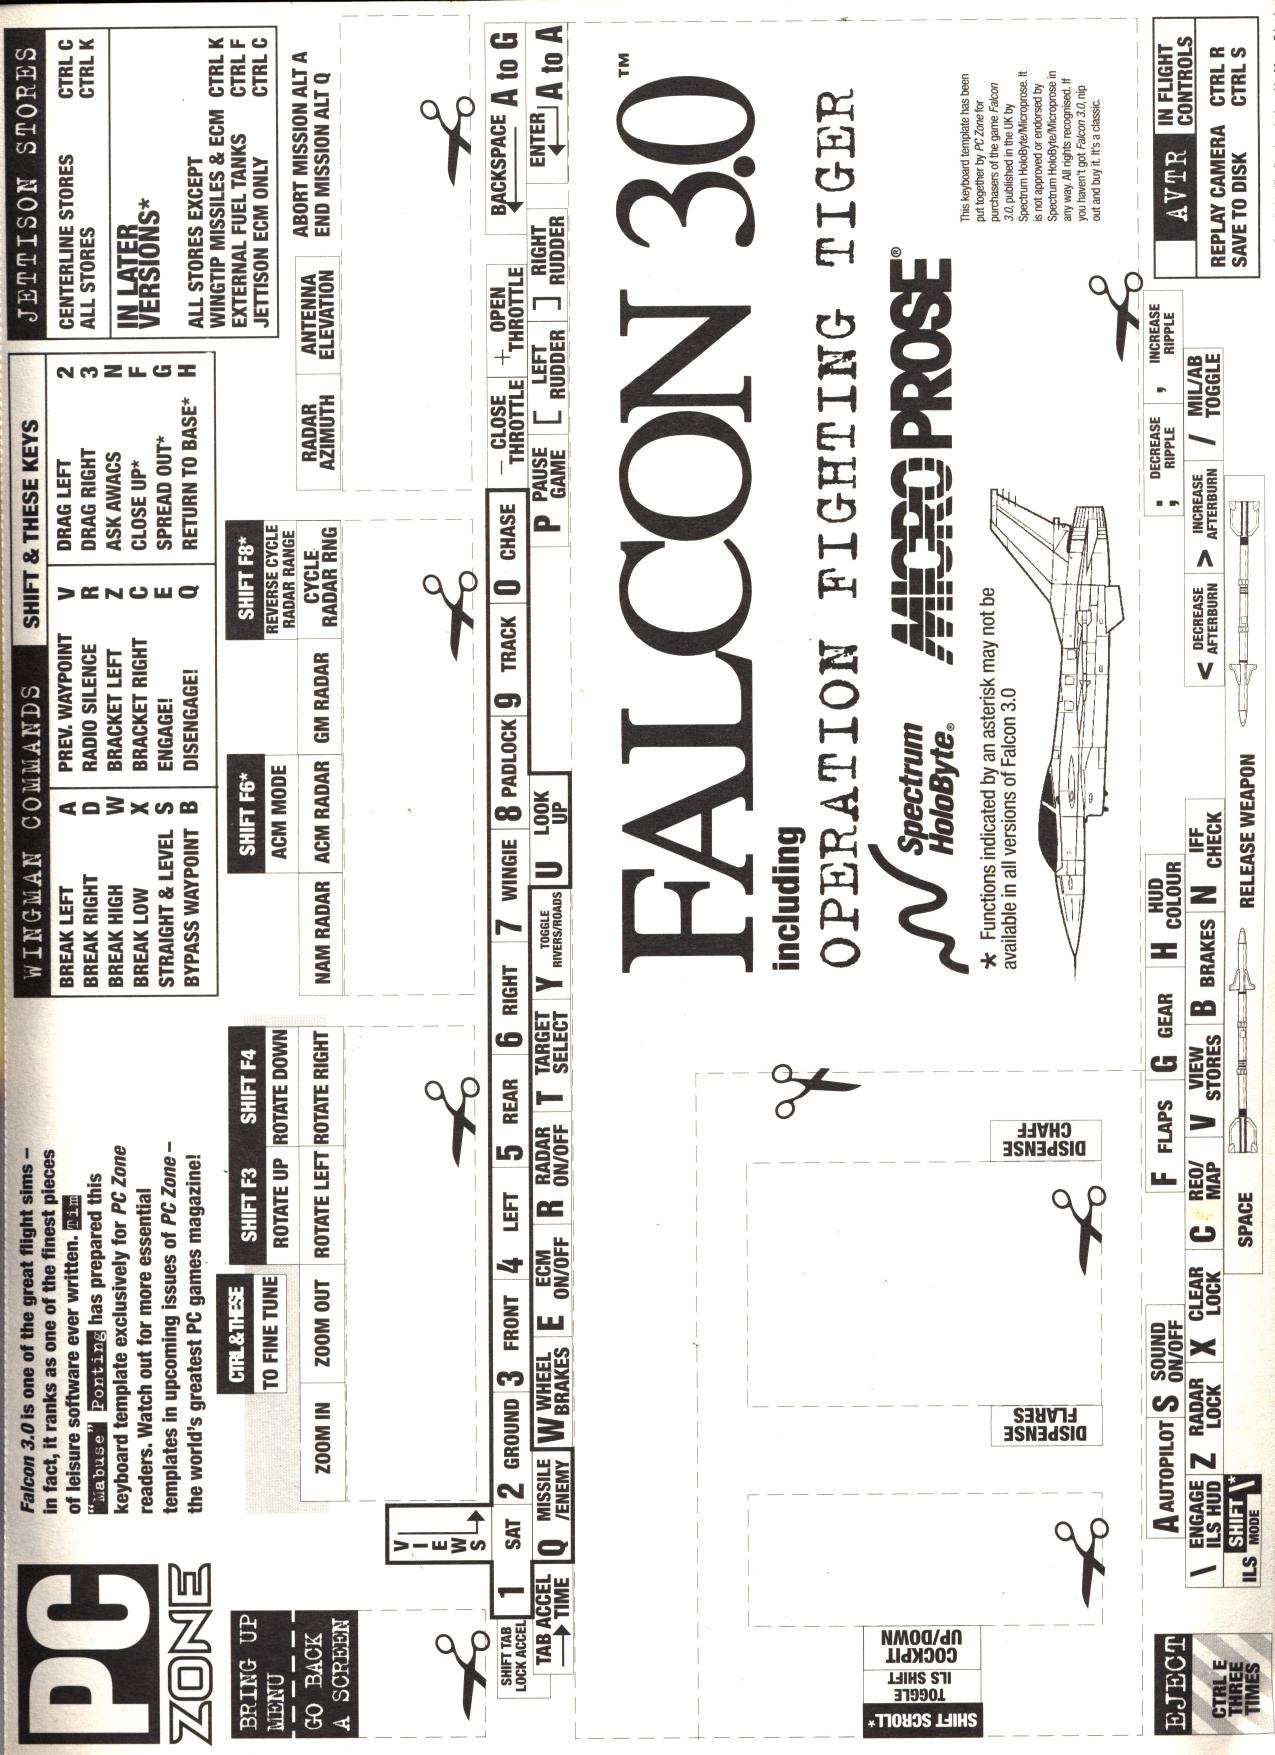 PC
ZONE
Falcon 3.0 is one of the great flight sims –
in fact, it ranks as one of the finest pieces
of leisure software ever written. Tim
"Mabuse" Ponting has prepared this
keyboard template exclusively for PC Zone
readers. Watch out for more essential
templates in upcoming issues of PC Zone –
the world's greatest PC games magazine!
WINGMAN COMMANDS SHIFT & THESE KEYS
BREAK LEFT A PREV. WAYPOINT V DRAG LEFT 2
BREAK RIGHT D RADIO SILENCE R DRAG RIGHT 3
BREAK HIGH W BRACKET LEFT Z ASK AWACS N
BREAK LOW X BRACKET RIGHT C CLOSE UP* F
STRAIGHT & LEVEL S ENGAGE! E SPREAD OUT* G
BYPASS WAYPOINT B DISENGAGE! Q RETURN TO BASE* H
JETTISON STORES
CENTERLINE STORES CTRL C
ALL STORES CTRL K
IN LATER
VERSIONS*
ALL STORES EXCEPT
WINGTIP MISSILES & ECM CTRL K
EXTERNAL FUEL TANKS CTRL F
JETTISON ECM ONLY CTRL C
BRING UP
MENU
GO BACK
A SCREEN
CTRL & THESE
TO FINE TUNE
ZOOM IN
ZOOM OUT
SHIFT F3
ROTATE UP
ROTATE LEFT
SHIFT F4
ROTATE DOWN
ROTATE RIGHT
NAM RADAR
SHIFT F6*
ACM MODE
ACM RADAR
GM RADAR
SHIFT F8*
REVERSE CYCLE
RADAR RANGE
CYCLE
RADAR RNG
RADAR
AZIMUTH
ANTENNA
ELEVATION
ABORT MISSION ALT A
END MISSION ALT Q
VIEWS
SHIFT TAB
LOCK ACCEL
1 SAT
2 GROUND
3 FRONT
4 LEFT
5 REAR
6 RIGHT
7 WINGIE
8 PADLOCK
9 TRACK
0 CHASE
– CLOSE
THROTTLE
+ OPEN
THROTTLE
BACKSPACE A to G
TAB ACCEL
TIME
Q MISSILE
/ENEMY
W WHEEL
BRAKES
E ECM
ON/OFF
R RADAR
ON/OFF
T TARGET
SELECT
Y TOGGLE
RIVERS/ROADS
U LOOK
UP
P PAUSE
GAME
[ LEFT
RUDDER
] RIGHT
RUDDER
ENTER A to A
FALCON 3.0™
including
OPERATION FIGHTING TIGER
Spectrum
HoloByte®
MICROPROSE®
* Functions indicated by an asterisk may not be
available in all versions of Falcon 3.0
This keyboard template has been
put together by PC Zone for
purchasers of the game Falcon
3.0, published in the UK by
Spectrum HoloByte/Microprose. It
is not approved or endorsed by
Spectrum HoloByte/Microprose in
any way. All rights recognised. If
you haven't got Falcon 3.0, nip
out and buy it. It's a classic.
SHIFT SCROLL*
TOGGLE
ILS SHIFT
COCKPIT
UP/DOWN
DISPENSE
FLARES
DISPENSE
CHAFF
A AUTOPILOT
S SOUND
ON/OFF
F FLAPS
G GEAR
H HUD
COLOUR
; DECREASE
RIPPLE
, INCREASE
RIPPLE
\ ENGAGE
ILS HUD
Z RADAR
LOCK
X CLEAR
LOCK
C REO/
MAP
V VIEW
STORES
B BRAKES
N IFF
CHECK
< DECREASE
AFTERBURN
> INCREASE
AFTERBURN
/ MIL/AB
TOGGLE
ILS SHIFT \*
MODE
SPACE
RELEASE WEAPON
EJECT
CTRL E
THREE
TIMES
AVTR IN FLIGHT
CONTROLS
REPLAY CAMERA CTRL R
SAVE TO DISK CTRL S